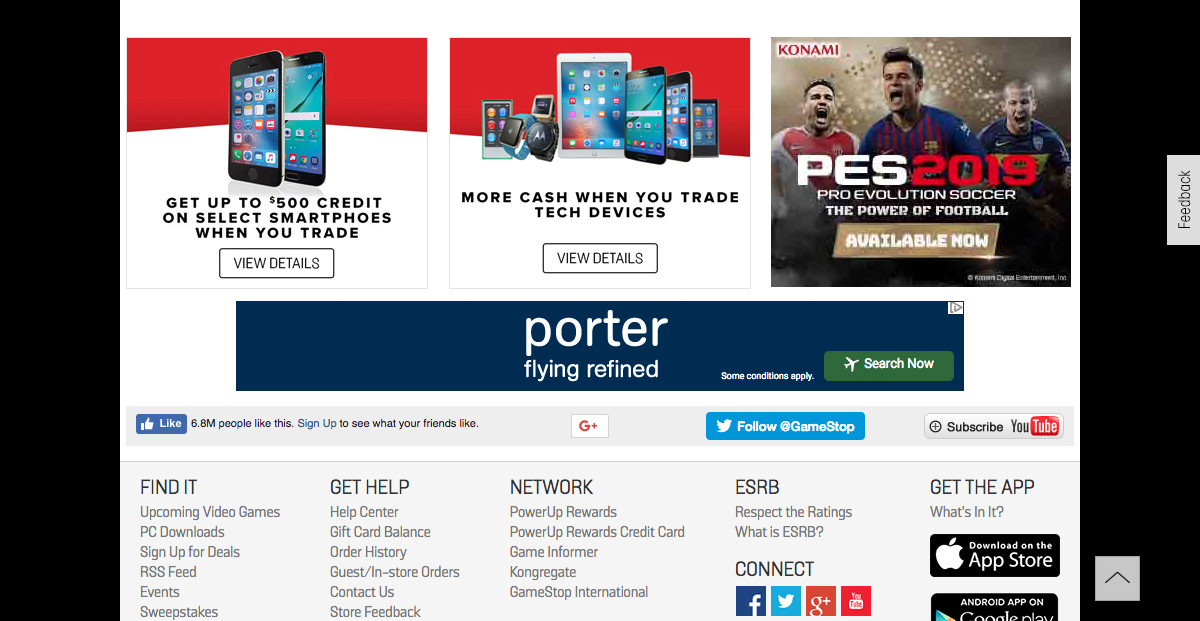 GET UP TO $500 CREDIT
ON SELECT SMARTPHOES
WHEN YOU TRADE
VIEW DETAILS
MORE CASH WHEN YOU TRADE
TECH DEVICES
VIEW DETAILS
KONAMI
PES2019
PRO EVOLUTION SOCCER
THE POWER OF FOOTBALL
AVAILABLE NOW
© Konami Digital Entertainment, Inc.
Feedback
porter
flying refined
Some conditions apply.
Search Now
Like 6.8M people like this. Sign Up to see what your friends like.
G+
Follow @GameStop
Subscribe YouTube
FIND IT
Upcoming Video Games
PC Downloads
Sign Up for Deals
RSS Feed
Events
Sweepstakes
GET HELP
Help Center
Gift Card Balance
Order History
Guest/In-store Orders
Contact Us
Store Feedback
NETWORK
PowerUp Rewards
PowerUp Rewards Credit Card
Game Informer
Kongregate
GameStop International
ESRB
Respect the Ratings
What is ESRB?
CONNECT
f
g+
You Tube
GET THE APP
What's In It?
Download on the
App Store
ANDROID APP ON
Google play